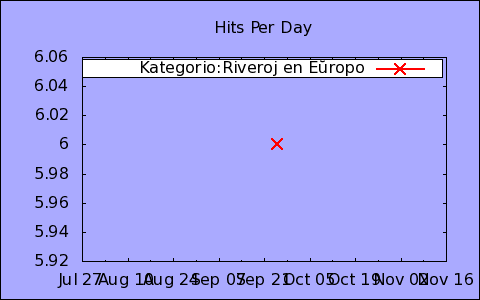 Hits Per Day
Kategorio:Riveroj en Eŭropo
6.06
6.04
6.02
6
5.98
5.96
5.94
5.92
Jul 27 Aug 10 Aug 24 Sep 07 Sep 21 Oct 05 Oct 19 Nov 02 Nov 16